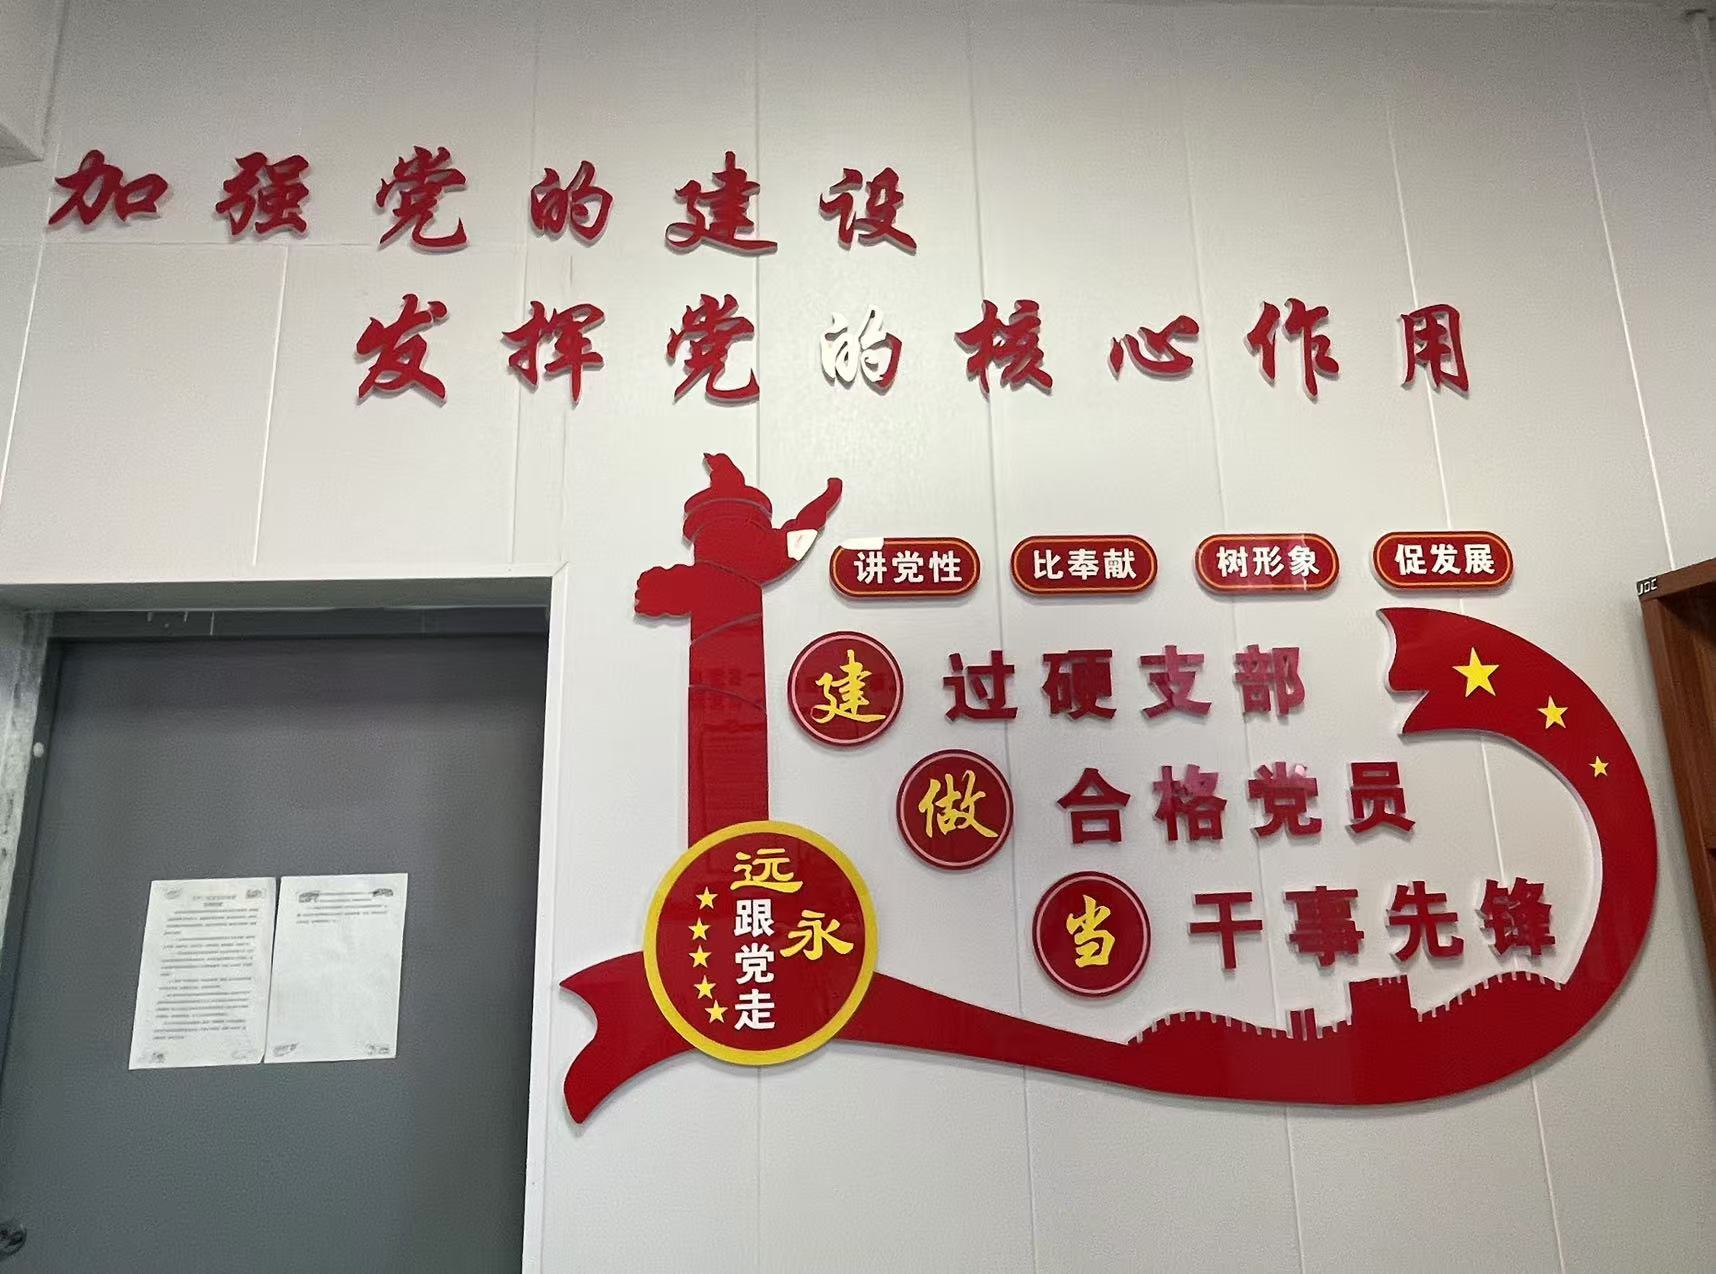 加强党的建设
发挥党的核心作用
讲党性 比奉献 树形象 促发展
建过硬支部
做合格党员
当干事先锋
永远
跟党走